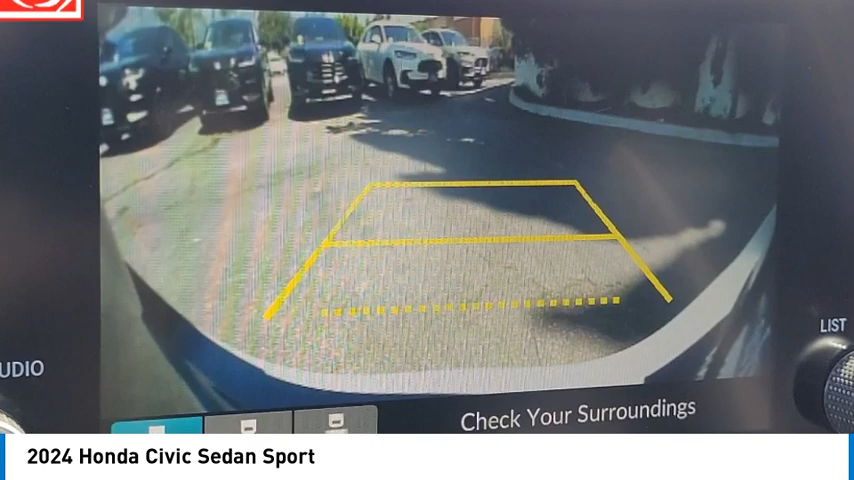 UDIO
LIST
Check Your Surroundings
2024 Honda Civic Sedan Sport